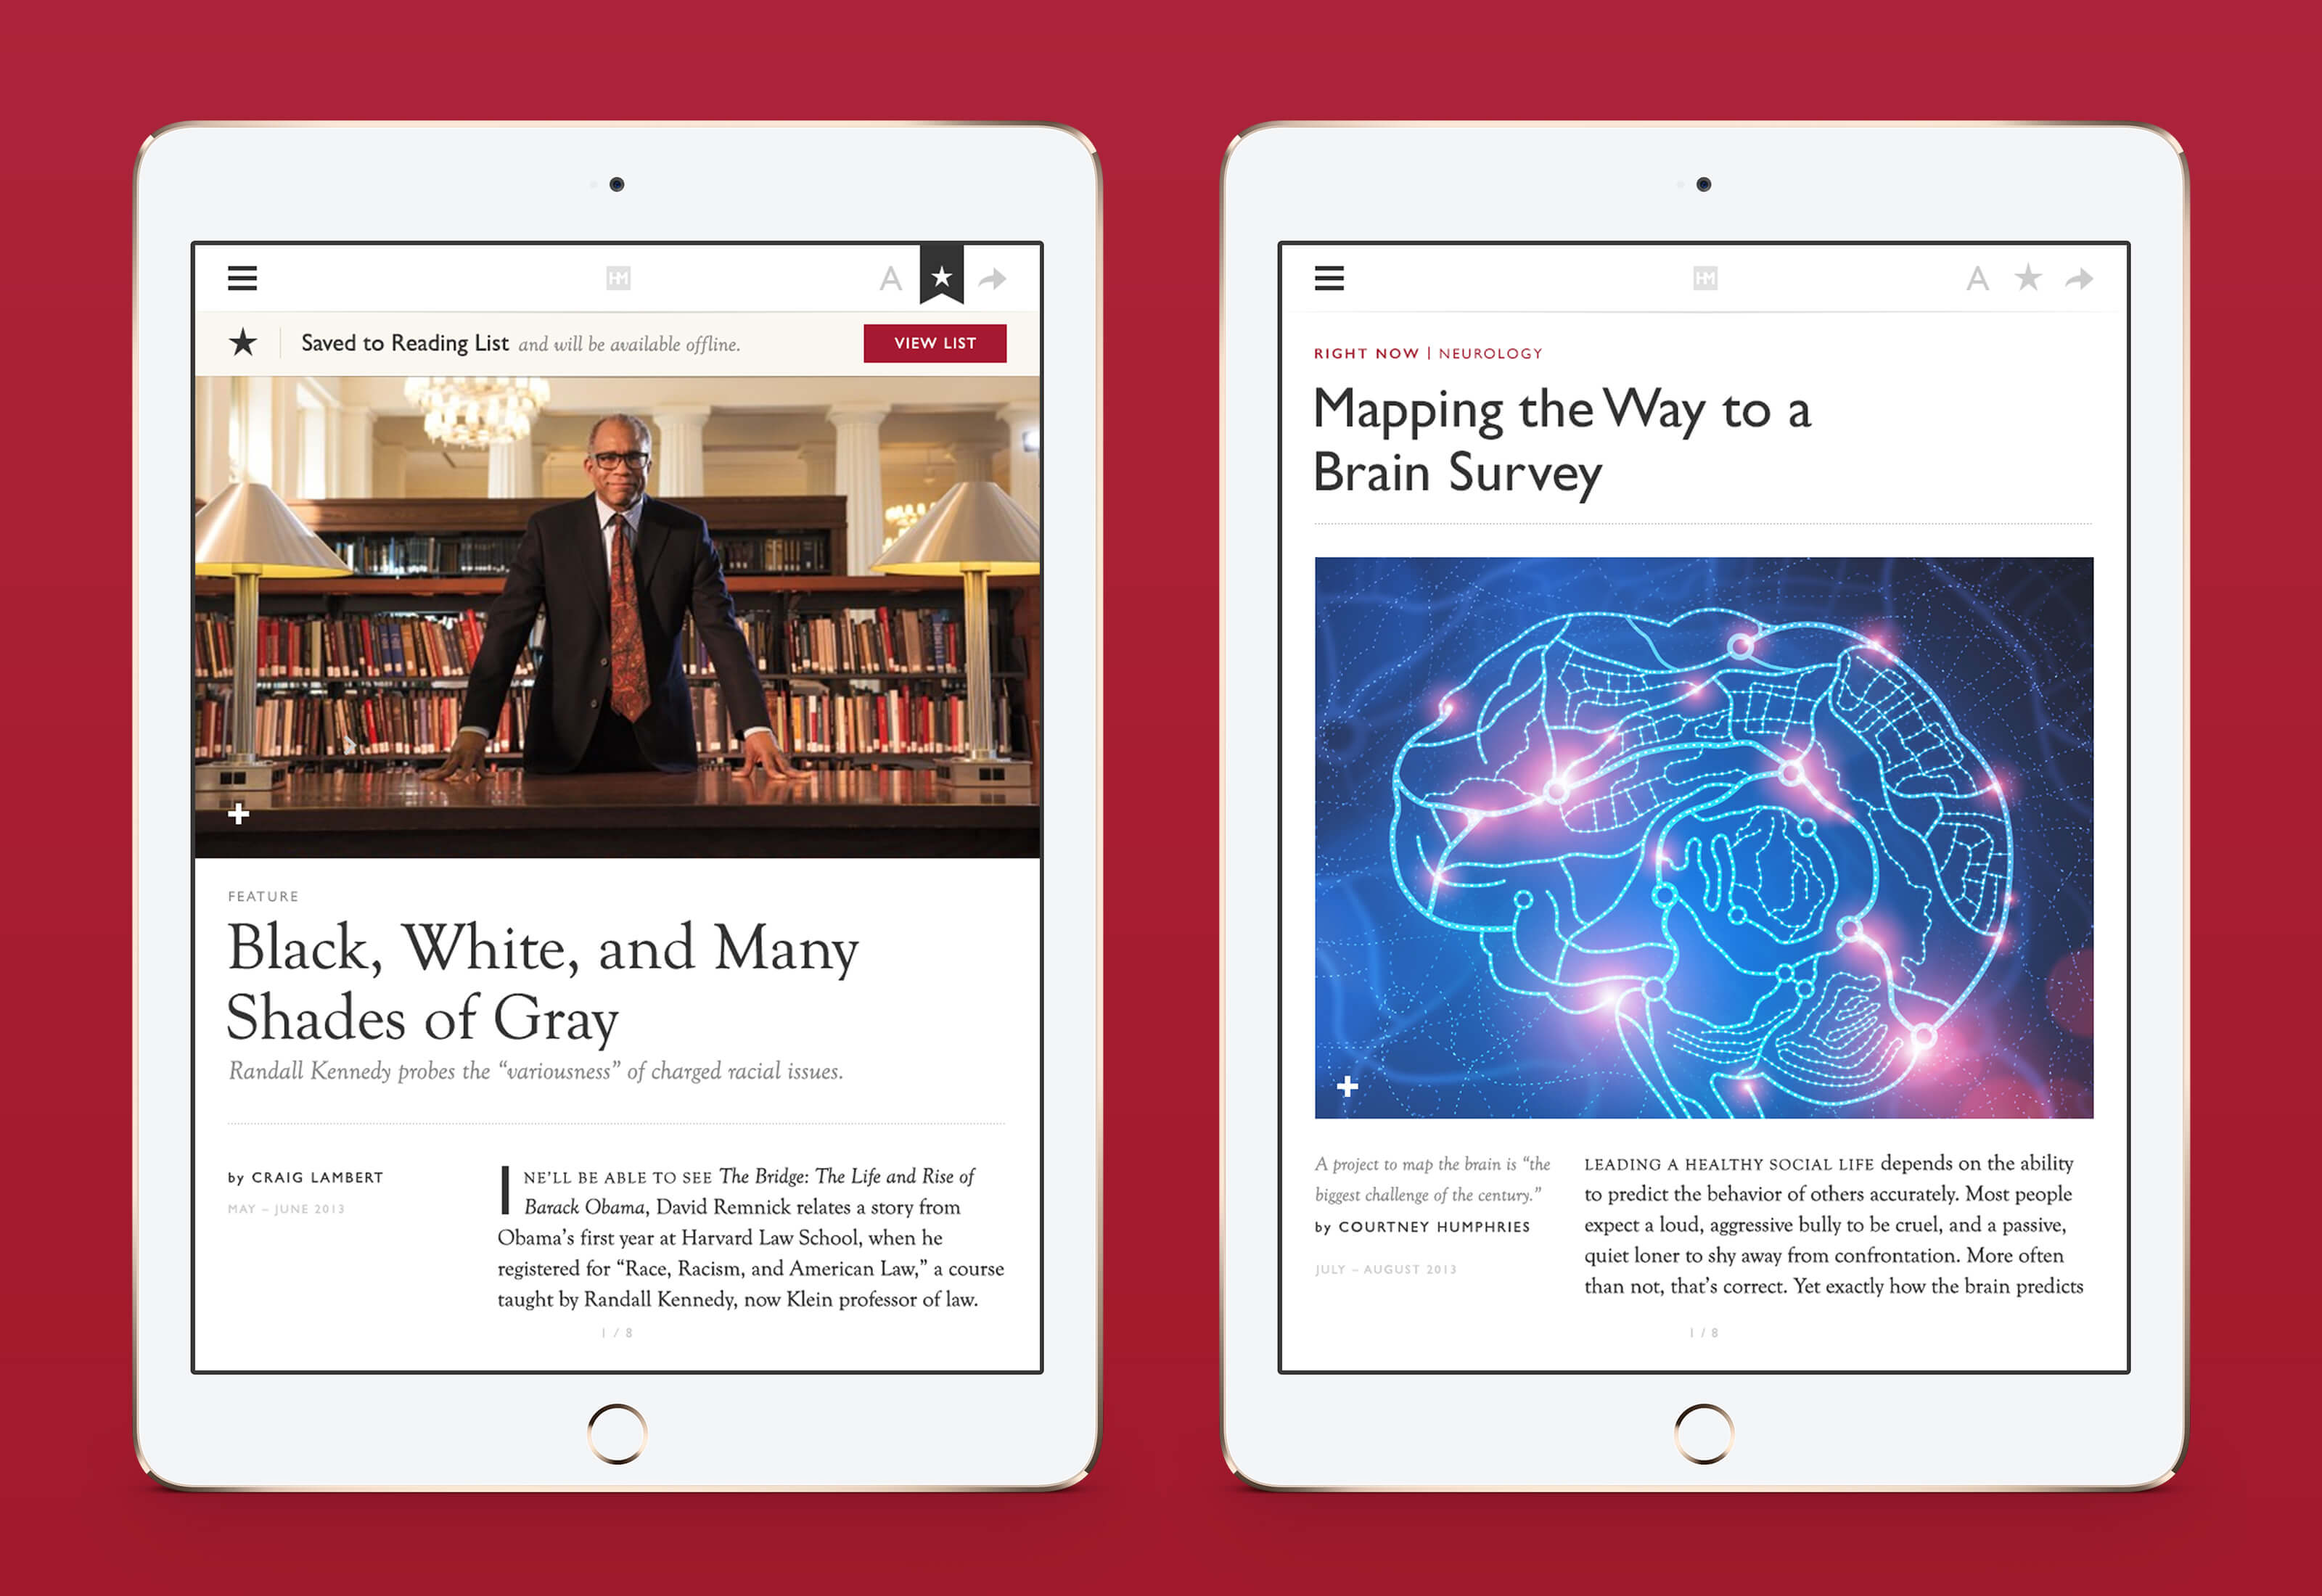 HM
A
Saved to Reading List and will be available offline.
VIEW LIST
FEATURE
Black, White, and Many
Shades of Gray
Randall Kennedy probes the “variousness” of charged racial issues.
by CRAIG LAMBERT
MAY – JUNE 2013
I NE’LL BE ABLE TO SEE The Bridge: The Life and Rise of
Barack Obama, David Remnick relates a story from
Obama’s first year at Harvard Law School, when he
registered for “Race, Racism, and American Law,” a course
taught by Randall Kennedy, now Klein professor of law.
1 / 8
HM
A
RIGHT NOW | NEUROLOGY
Mapping the Way to a
Brain Survey
A project to map the brain is “the
biggest challenge of the century.”
by COURTNEY HUMPHRIES
JULY – AUGUST 2013
LEADING A HEALTHY SOCIAL LIFE depends on the ability
to predict the behavior of others accurately. Most people
expect a loud, aggressive bully to be cruel, and a passive,
quiet loner to shy away from confrontation. More often
than not, that’s correct. Yet exactly how the brain predicts
1 / 8